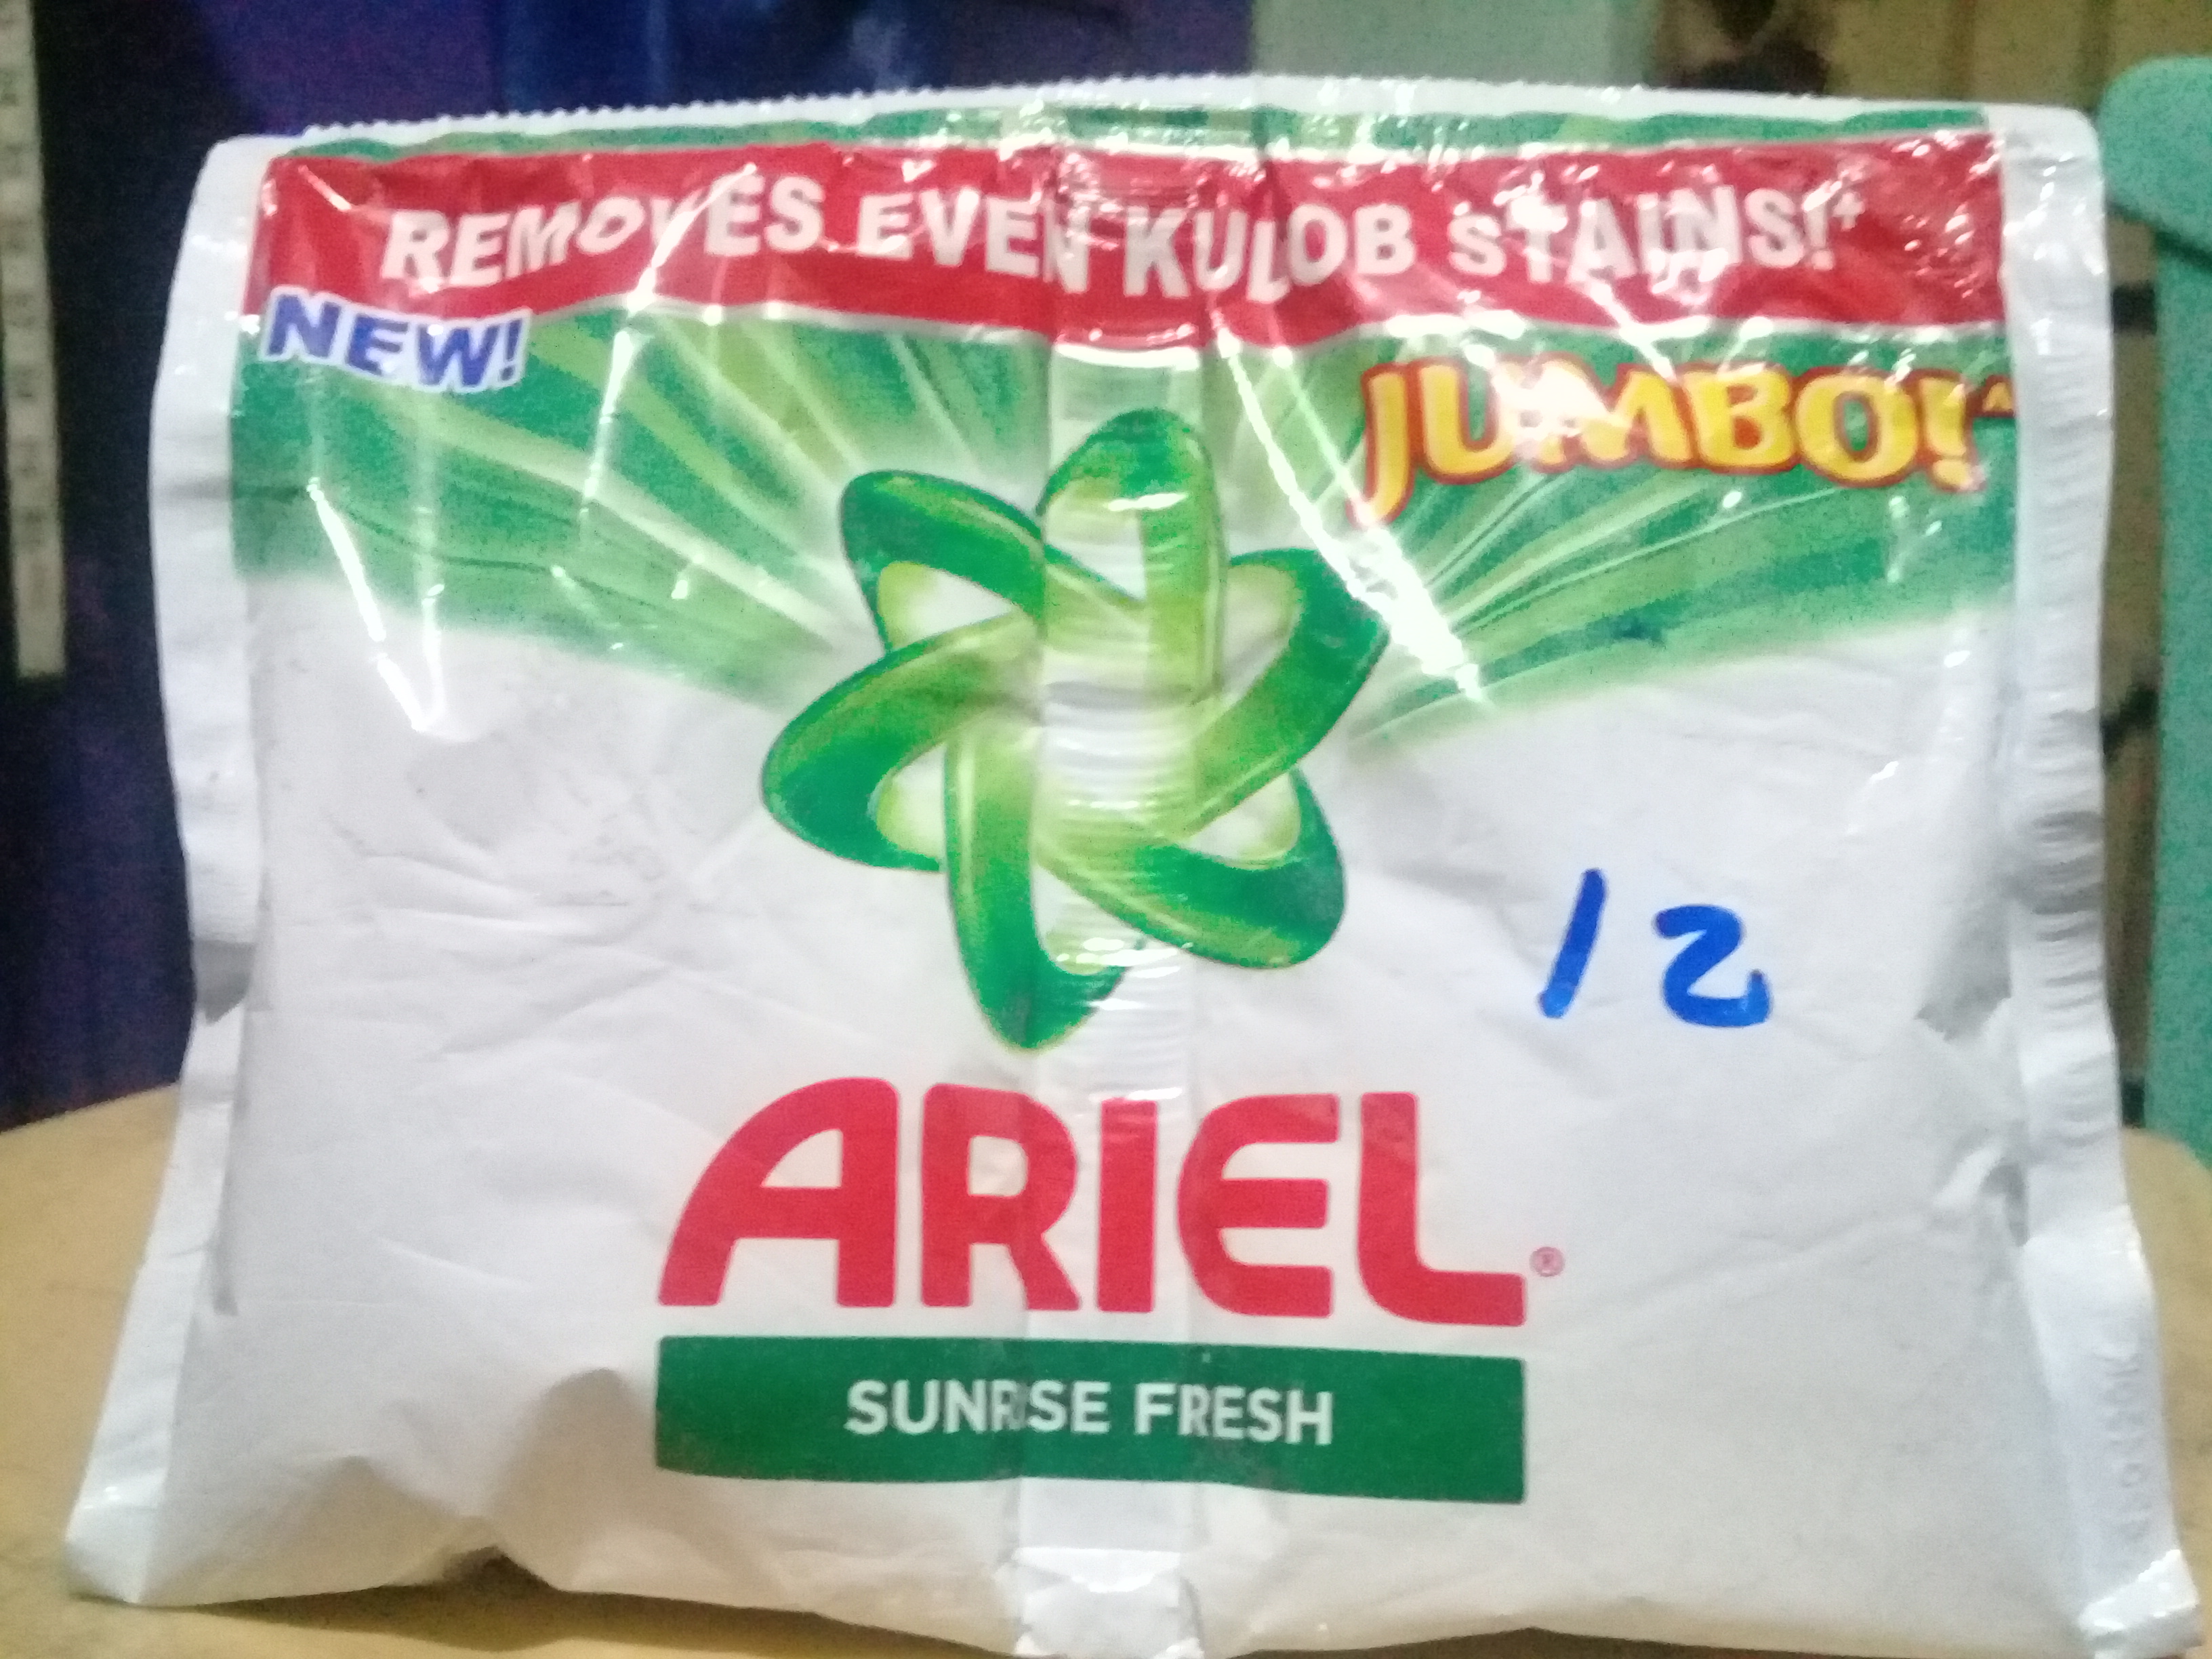 REMOVES EVEN KULOB STAINS!+
NEW!
JUMBO!^
12
ARIEL®
SUNRISE FRESH